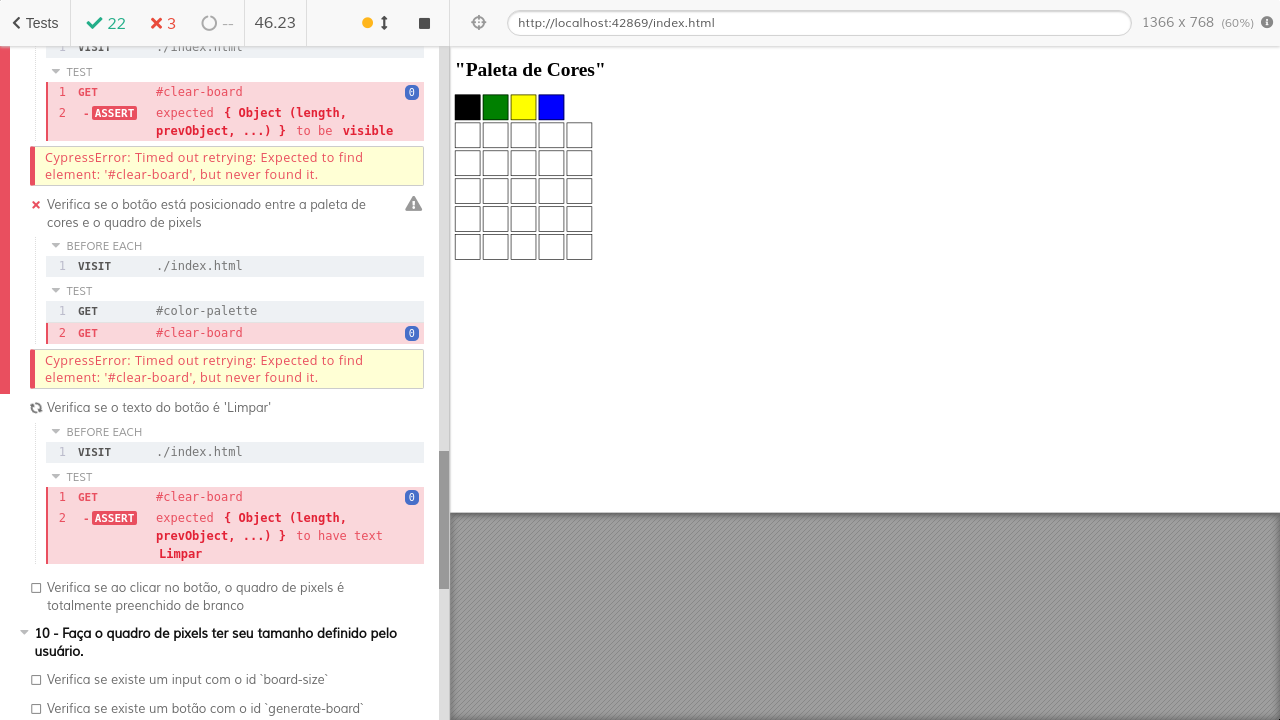 Tests 22 3 -- 46.23 http://localhost:42869/index.html 1366 x 768 (60%)
1 VISIT ./index.html
TEST
1 GET #clear-board 0
2 -ASSERT expected { Object (length,
prevObject, ...) } to be visible
CypressError: Timed out retrying: Expected to find
element: '#clear-board', but never found it.
Verifica se o botão está posicionado entre a paleta de
cores e o quadro de pixels
BEFORE EACH
1 VISIT ./index.html
TEST
1 GET #color-palette
2 GET #clear-board 0
CypressError: Timed out retrying: Expected to find
element: '#clear-board', but never found it.
Verifica se o texto do botão é 'Limpar'
BEFORE EACH
1 VISIT ./index.html
TEST
1 GET #clear-board 0
2 -ASSERT expected { Object (length,
prevObject, ...) } to have text
Limpar
Verifica se ao clicar no botão, o quadro de pixels é
totalmente preenchido de branco
10 - Faça o quadro de pixels ter seu tamanho definido pelo
usuário.
Verifica se existe um input com o id `board-size`
Verifica se existe um botão com o id `generate-board`
"Paleta de Cores"